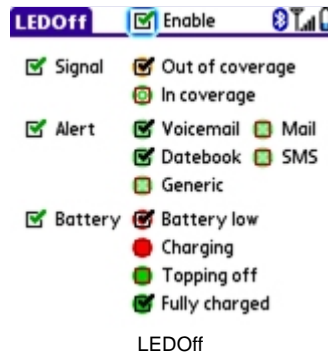 LEDOff Enable
Signal Out of coverage
In coverage
Alert Voicemail Mail
Datebook SMS
Generic
Battery Battery low
Charging
Topping off
Fully charged
LEDOff